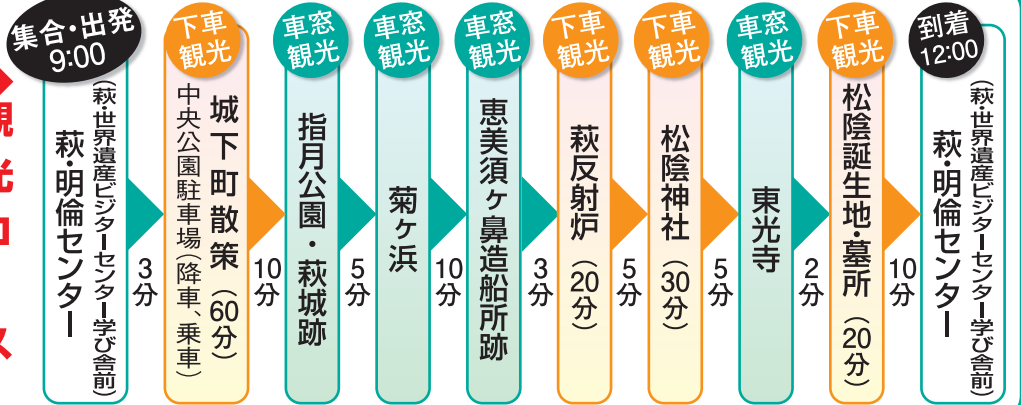 観光コース
集合・出発
9:00
萩・明倫センター
(萩・世界遺産ビジターセンター学び舎前)
3分
下車
観光
城下町散策(60分)
中央公園駐車場(降車、乗車)
10分
車窓
観光
指月公園・萩城跡
5分
車窓
観光
菊ヶ浜
10分
車窓
観光
恵美須ヶ鼻造船所跡
3分
下車
観光
萩反射炉(20分)
5分
下車
観光
松陰神社(30分)
5分
車窓
観光
東光寺
2分
下車
観光
松陰誕生地・墓所(20分)
10分
到着
12:00
萩・明倫センター
(萩・世界遺産ビジターセンター学び舎前)